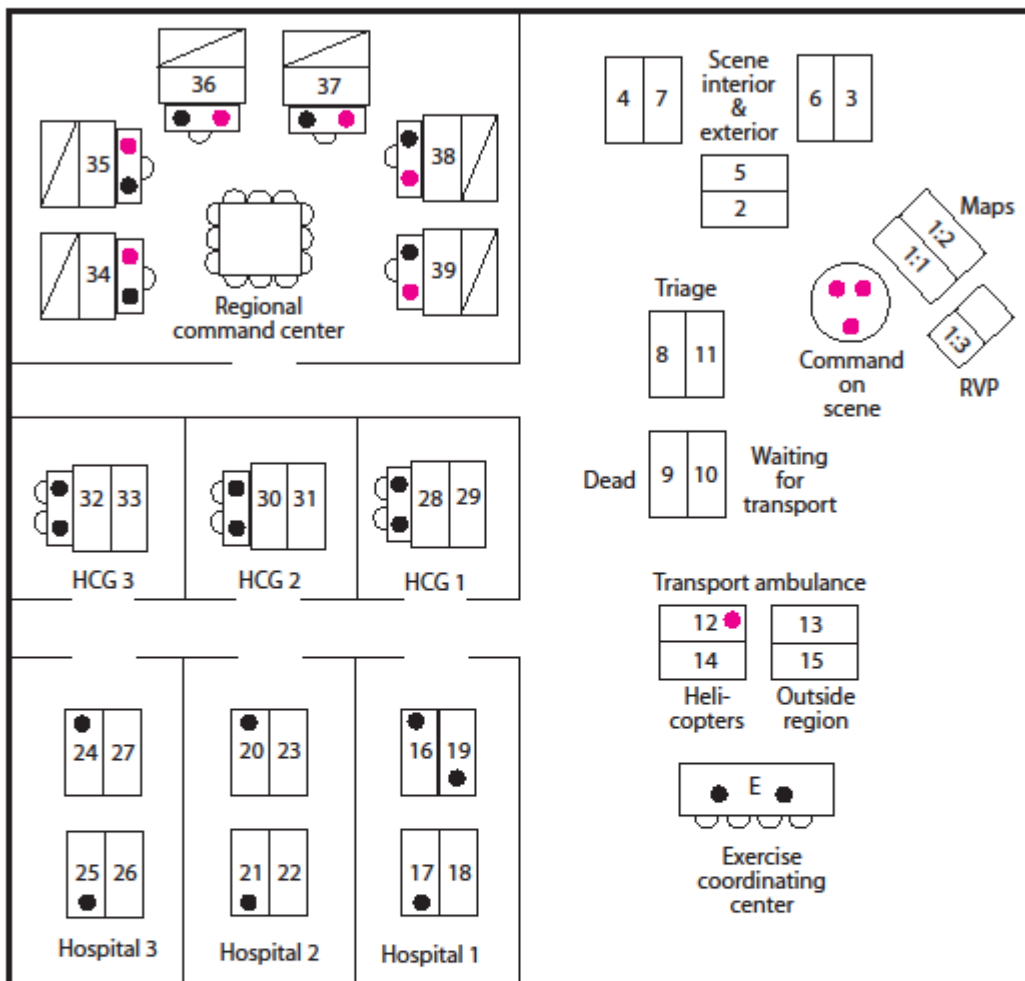 36
37
35
38
34
39
Regional
command center
Scene
interior
&
exterior
4
7
6
3
5
2
Maps
1:2
1:1
1:3
RVP
Command
on
scene
Triage
8
11
Dead
9
10
Waiting
for
transport
32
33
HCG 3
30
31
HCG 2
28
29
HCG 1
Transport ambulance
12
13
14
15
Heli-
copters
Outside
region
24
27
25
26
Hospital 3
20
23
21
22
Hospital 2
16
19
17
18
Hospital 1
E
Exercise
coordinating
center